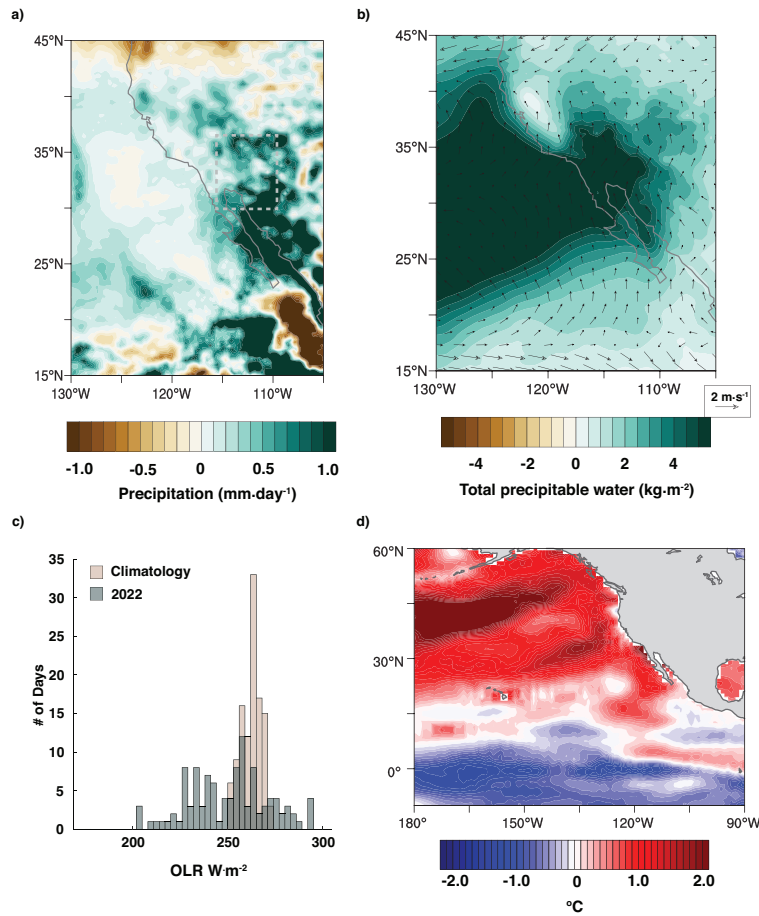 a)
45°N
35°N
25°N
15°N
130°W 120°W 110°W
-1.0 -0.5 0 0.5 1.0
Precipitation (mm·day⁻¹)
b)
45°N
35°N
25°N
15°N
130°W 120°W 110°W
2 m·s⁻¹
-4 -2 0 2 4
Total precipitable water (kg·m⁻²)
c)
35
30
25
20
15
10
5
0
# of Days
Climatology
2022
200 250 300
OLR W·m⁻²
d)
60°N
30°N
0°
180° 150°W 120°W 90°W
-2.0 -1.0 0 1.0 2.0
°C